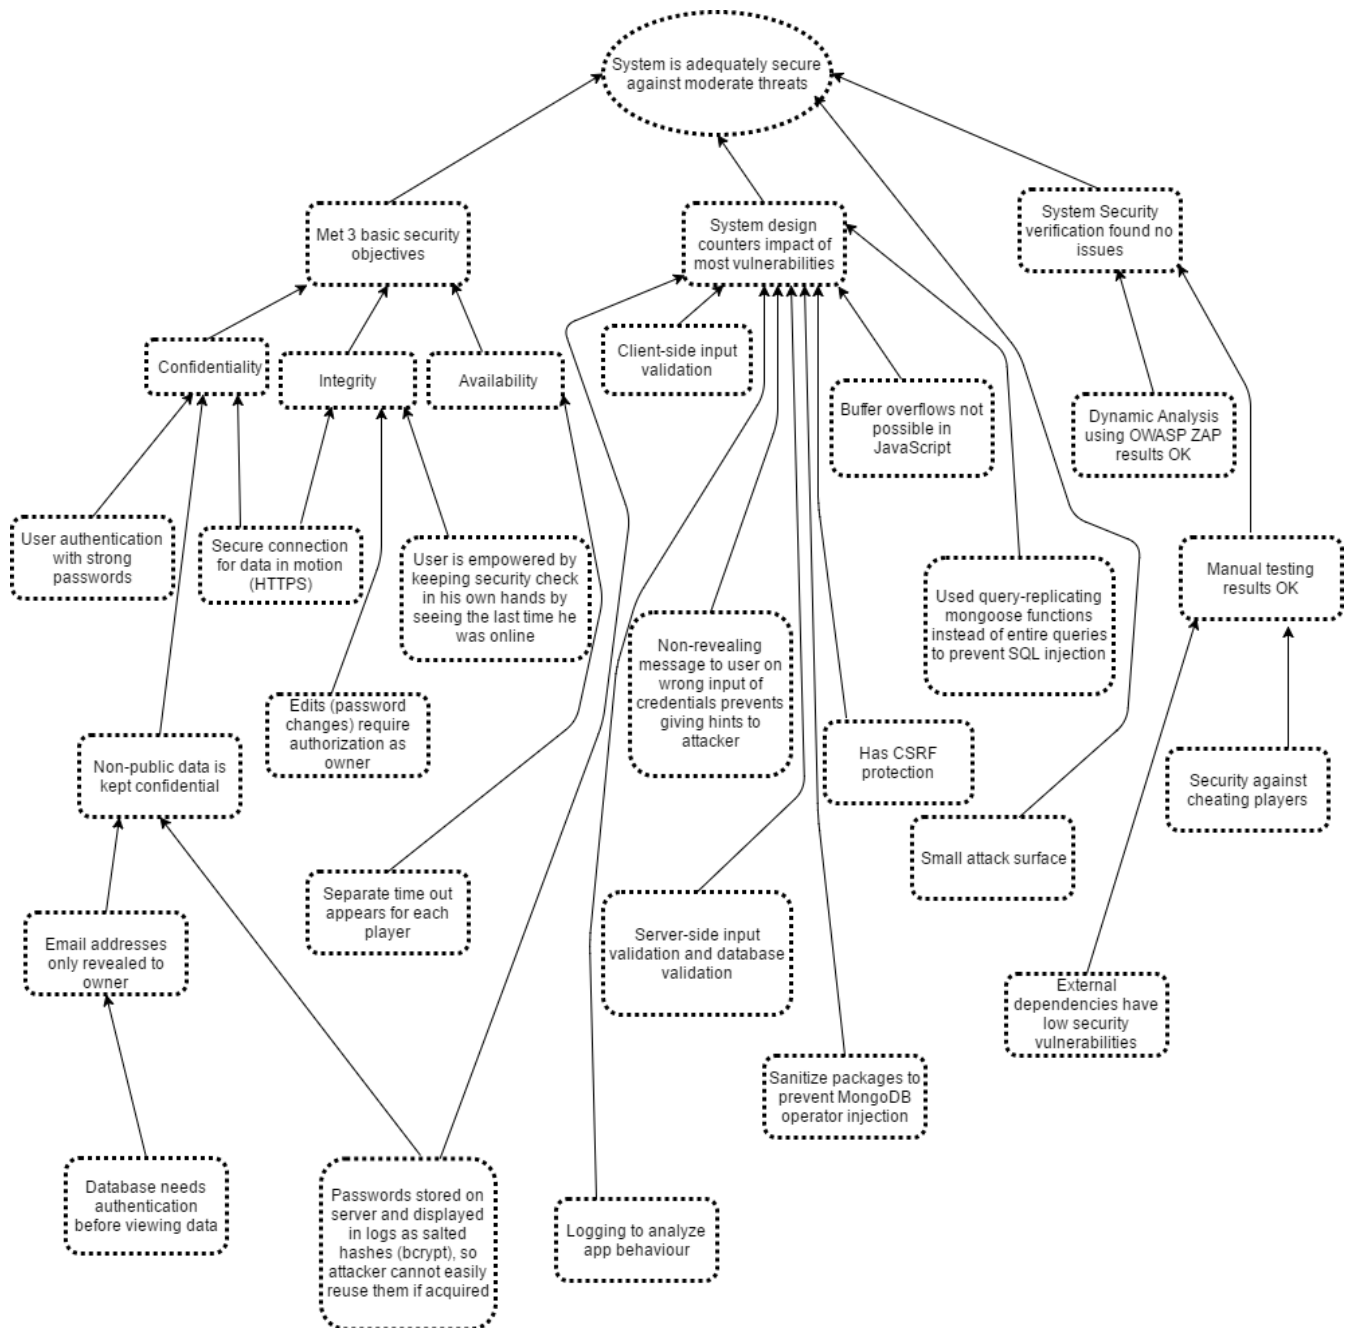 System is adequately secure
against moderate threats
Met 3 basic security
objectives
System design
counters impact of
most vulnerabilities
System Security
verification found no
issues
Confidentiality
Integrity
Availability
Client-side input
validation
Buffer overflows not
possible in
JavaScript
Dynamic Analysis
using OWASP ZAP
results OK
User authentication
with strong
passwords
Secure connection
for data in motion
(HTTPS)
User is empowered by
keeping security check
in his own hands by
seeing the last time he
was online
Manual testing
results OK
Used query-replicating
mongoose functions
instead of entire queries
to prevent SQL injection
Non-revealing
message to user on
wrong input of
credentials prevents
giving hints to
attacker
Edits (password
changes) require
authorization as
owner
Has CSRF
protection
Non-public data is
kept confidential
Security against
cheating players
Small attack surface
Separate time out
appears for each
player
Server-side input
validation and database
validation
Email addresses
only revealed to
owner
External
dependencies have
low security
vulnerabilities
Sanitize packages to
prevent MongoDB
operator injection
Database needs
authentication
before viewing data
Passwords stored on
server and displayed
in logs as salted
hashes (bcrypt), so
attacker cannot easily
reuse them if acquired
Logging to analyze
app behaviour